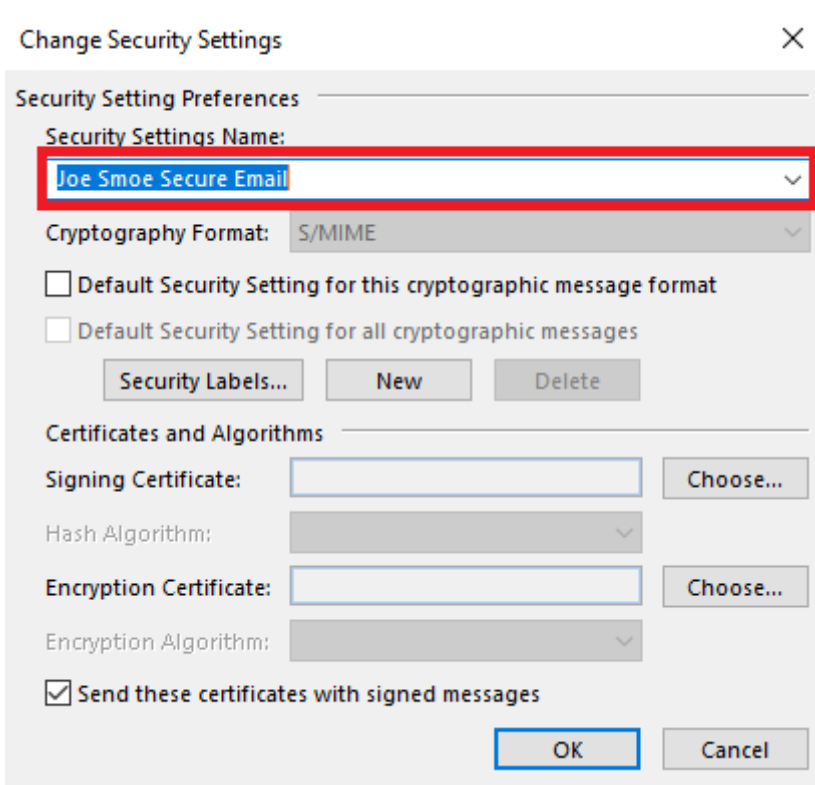 Change Security Settings
Security Setting Preferences
Security Settings Name:
Joe Smoe Secure Email
Cryptography Format: S/MIME
Default Security Setting for this cryptographic message format
Default Security Setting for all cryptographic messages
Security Labels... New Delete
Certificates and Algorithms
Signing Certificate: Choose...
Hash Algorithm:
Encryption Certificate: Choose...
Encryption Algorithm:
Send these certificates with signed messages
OK Cancel